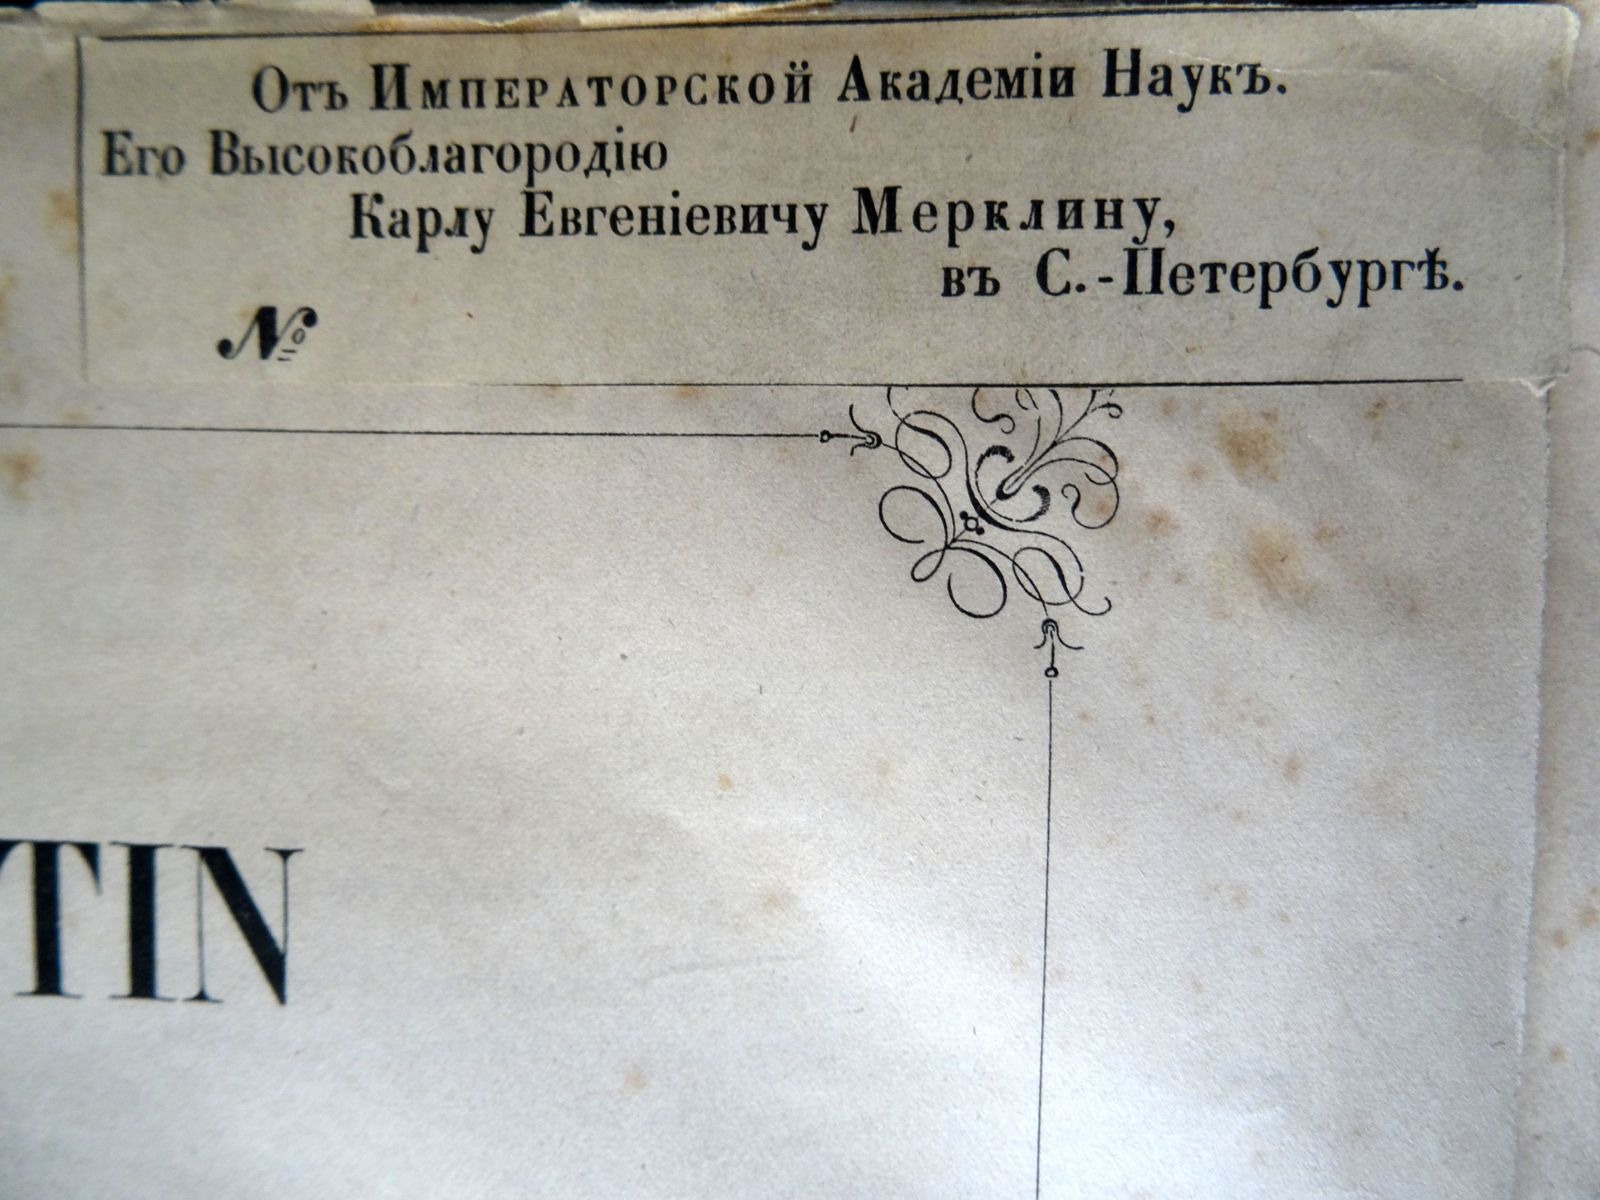 Отъ Императорской Академіи Наукъ.
Его Высокоблагородію
Карлу Евгеніевичу Мерклину,
въ С.-Петербургѣ.
№
TIN